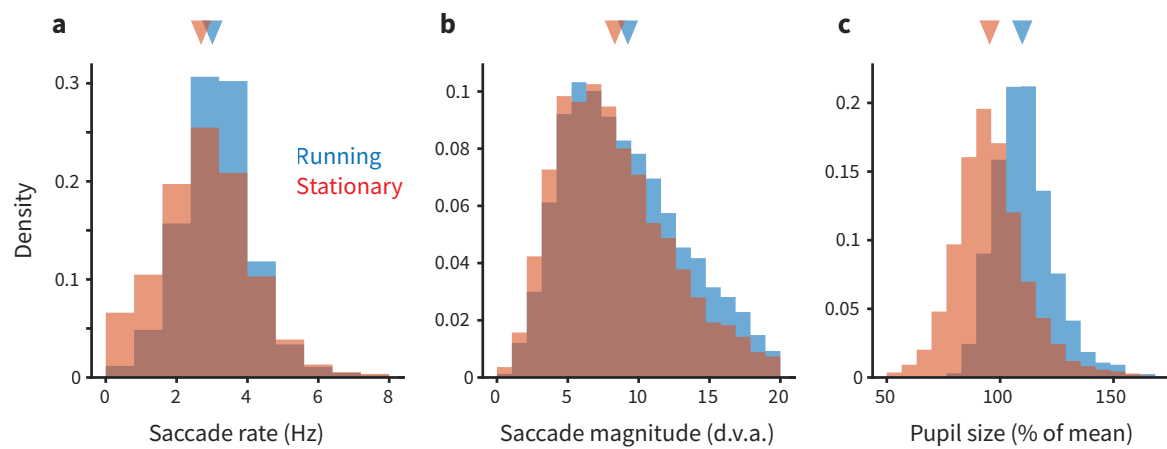 a
b
c
Density
0.3
0.2
0.1
0
0 2 4 6 8
Saccade rate (Hz)
Running
Stationary
0.1
0.08
0.06
0.04
0.02
0
0 5 10 15 20
Saccade magnitude (d.v.a.)
0.2
0.15
0.1
0.05
0
50 100 150
Pupil size (% of mean)